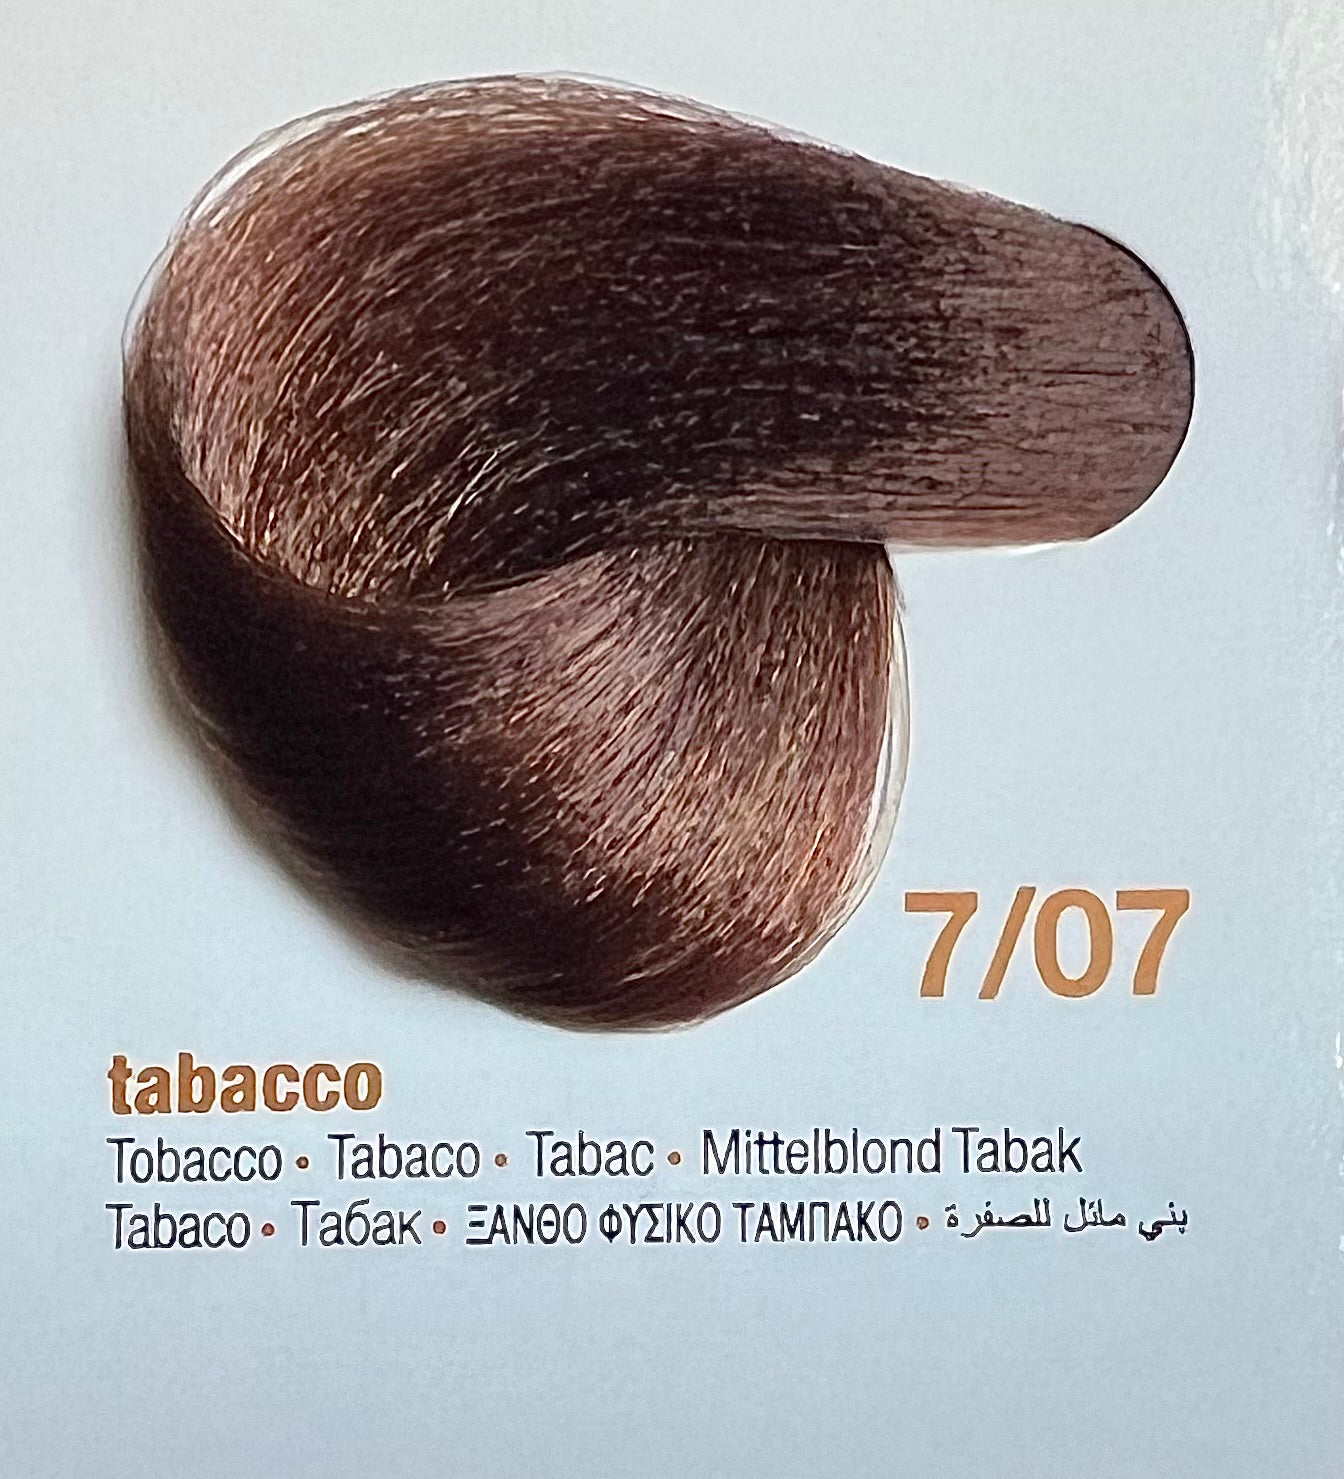 7/07
tabacco
Tobacco • Tabaco • Tabac • Mittelblond Tabak
Tabaco • Табак • ΞΑΝΘΟ ΦΥΣΙΚΟ ΤΑΜΠΑΚΟ • بني مائل للصفرة